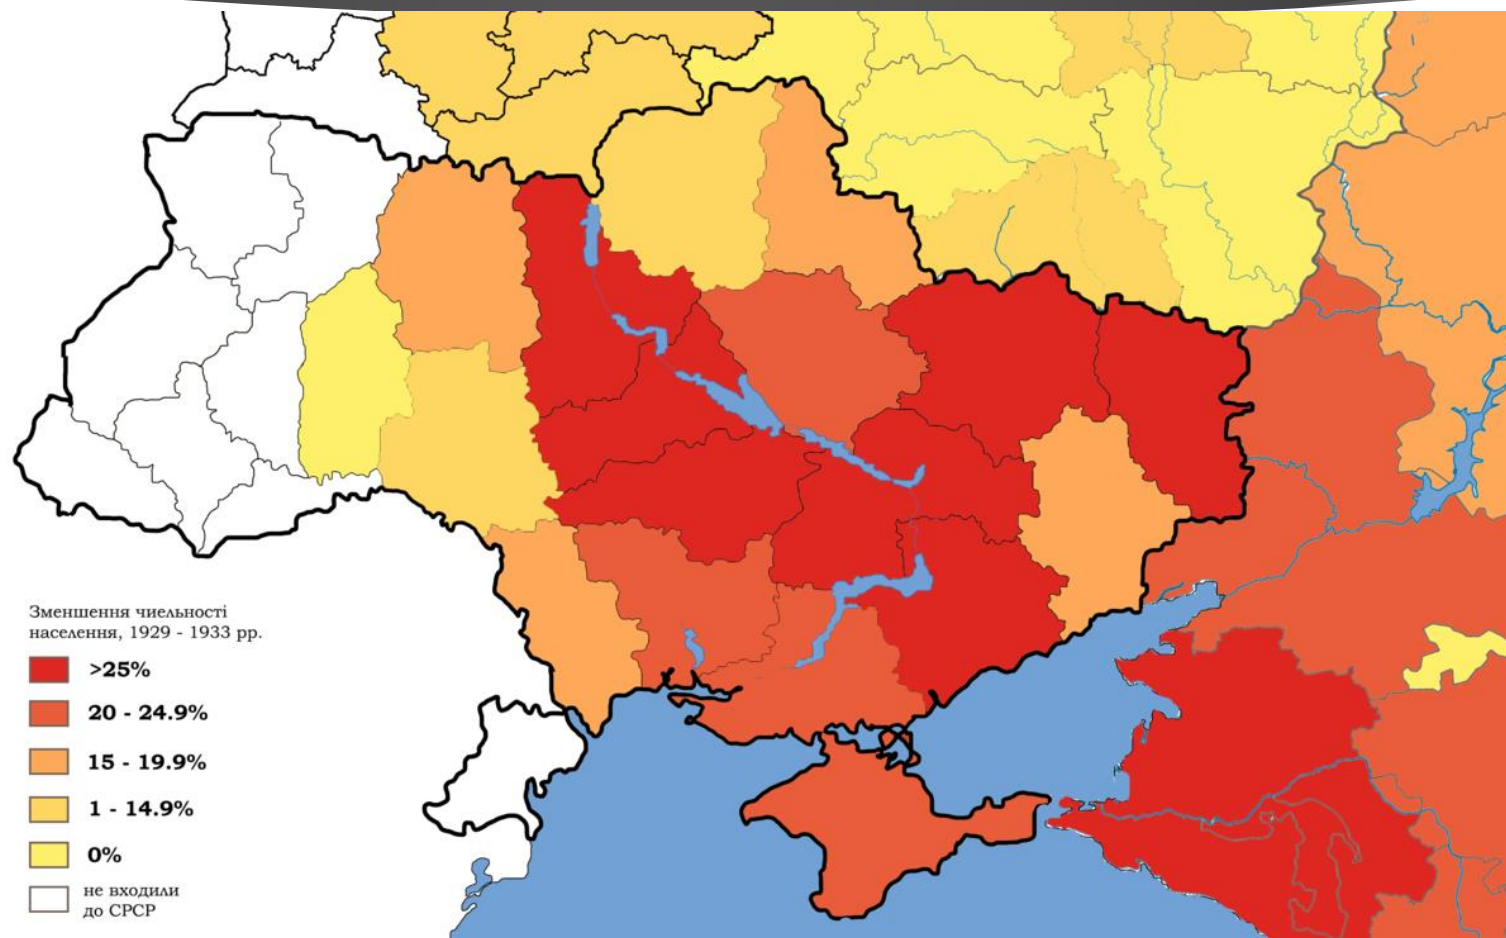 Зменшення чиельності
населення, 1929 - 1933 рр.
>25%
20 - 24.9%
15 - 19.9%
1 - 14.9%
0%
не входили
до СРСР